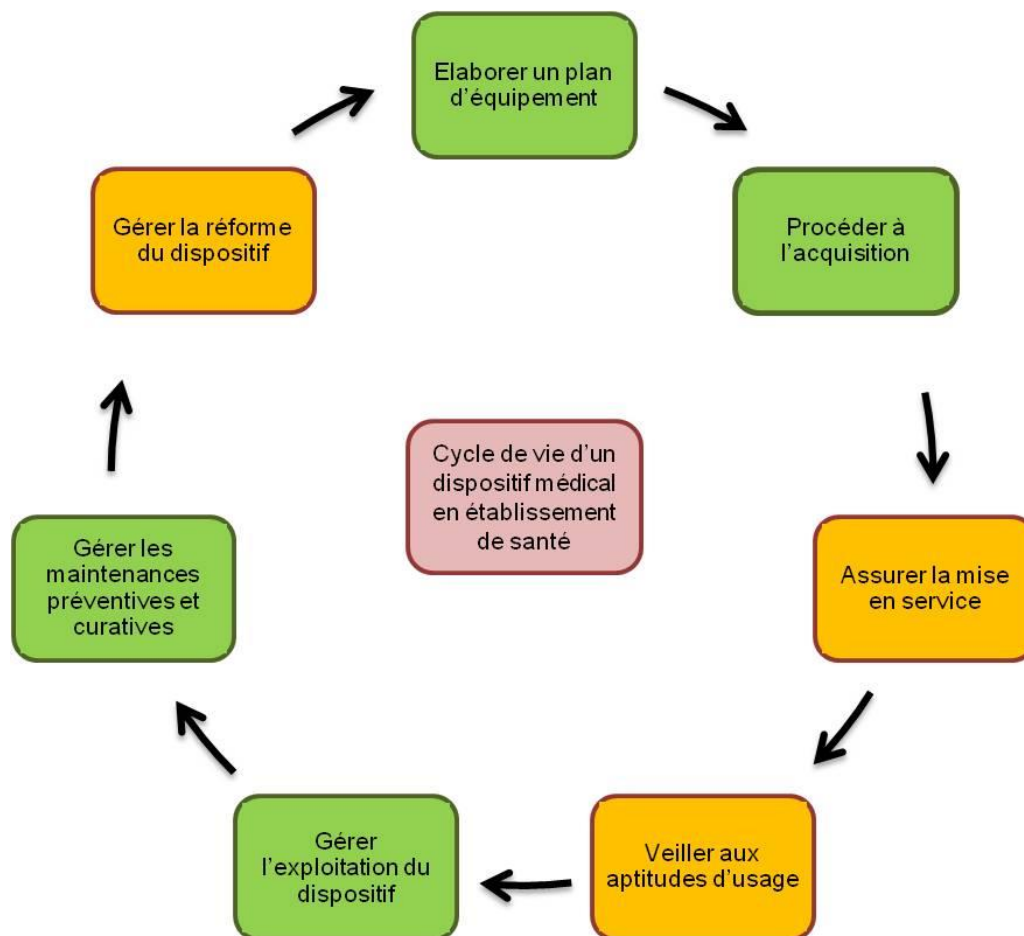 Elaborer un plan
d'équipement
Procéder à
l'acquisition
Assurer la mise
en service
Veiller aux
aptitudes d'usage
Gérer
l'exploitation du
dispositif
Gérer les
maintenances
préventives et
curatives
Gérer la réforme
du dispositif
Cycle de vie d'un
dispositif médical
en établissement
de santé